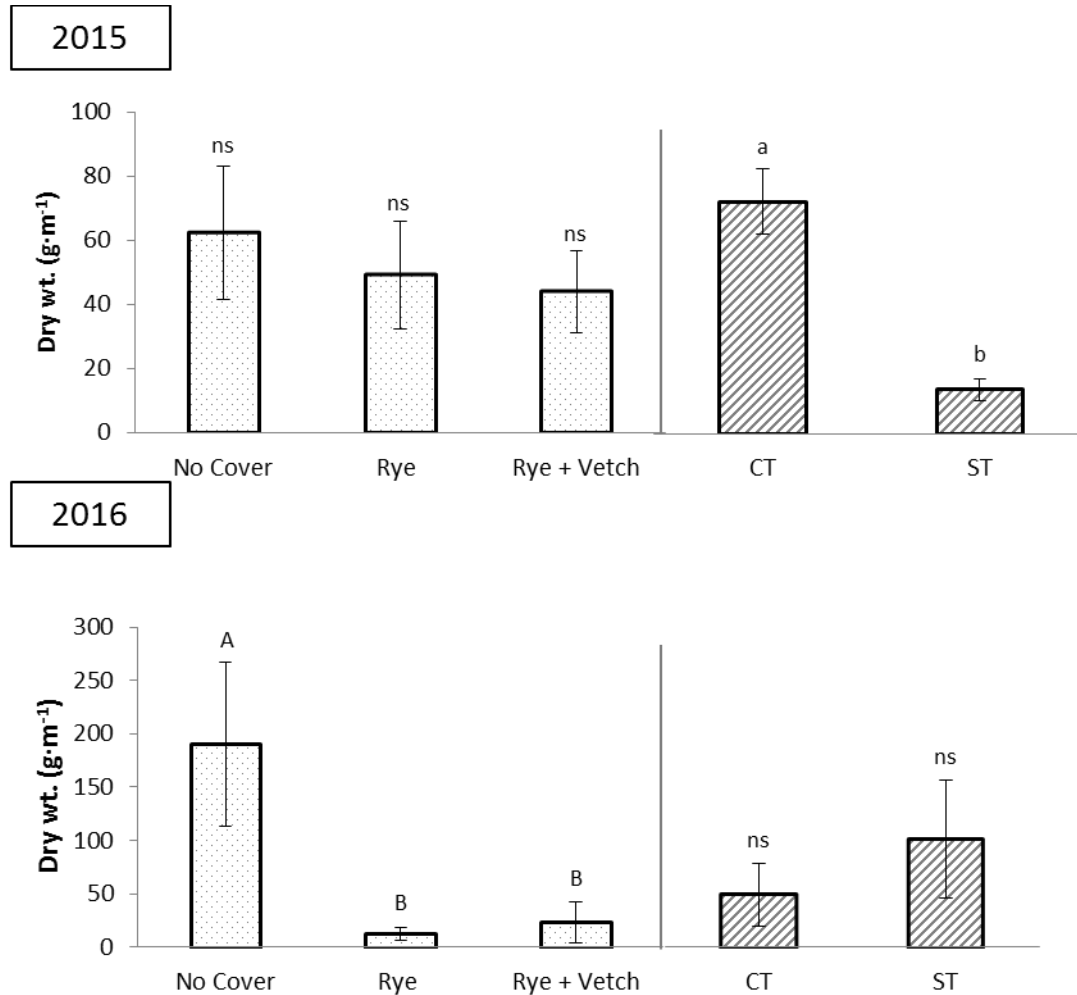 2015
100
80
60
40
20
0
Dry wt. (g·m⁻¹)
ns
ns
ns
a
b
No Cover Rye Rye + Vetch CT ST
2016
300
250
200
150
100
50
0
Dry wt. (g·m⁻¹)
A
B
B
ns
ns
No Cover Rye Rye + Vetch CT ST